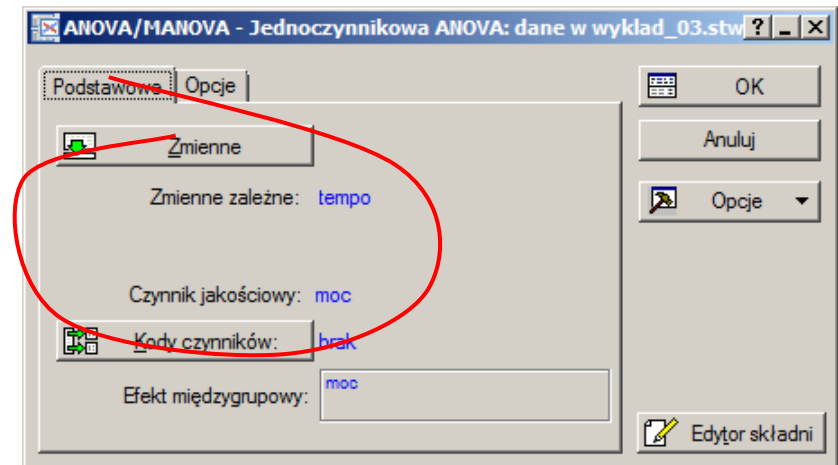 ANOVA/MANOVA - Jednoczynnikowa ANOVA: dane w wyklad_03.stw
Podstawowe Opcje
OK
Zmienne
Anuluj
Zmienne zależne: tempo
Opcje
Czynnik jakościowy: moc
Kody czynników: brak
Efekt międzygrupowy: moc
Edytor składni